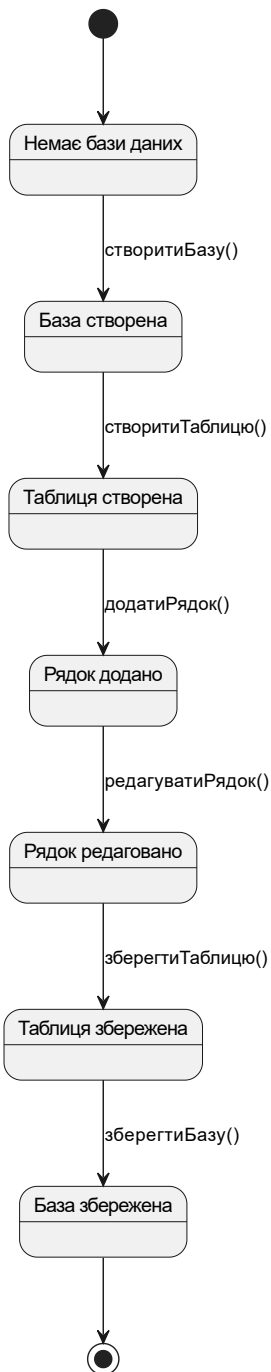 Немає бази даних
створитиБазу()
База створена
створитиТаблицю()
Таблиця створена
додатиРядок()
Рядок додано
редагуватиРядок()
Рядок редаговано
зберегтиТаблицю()
Таблиця збережена
зберегтиБазу()
База збережена